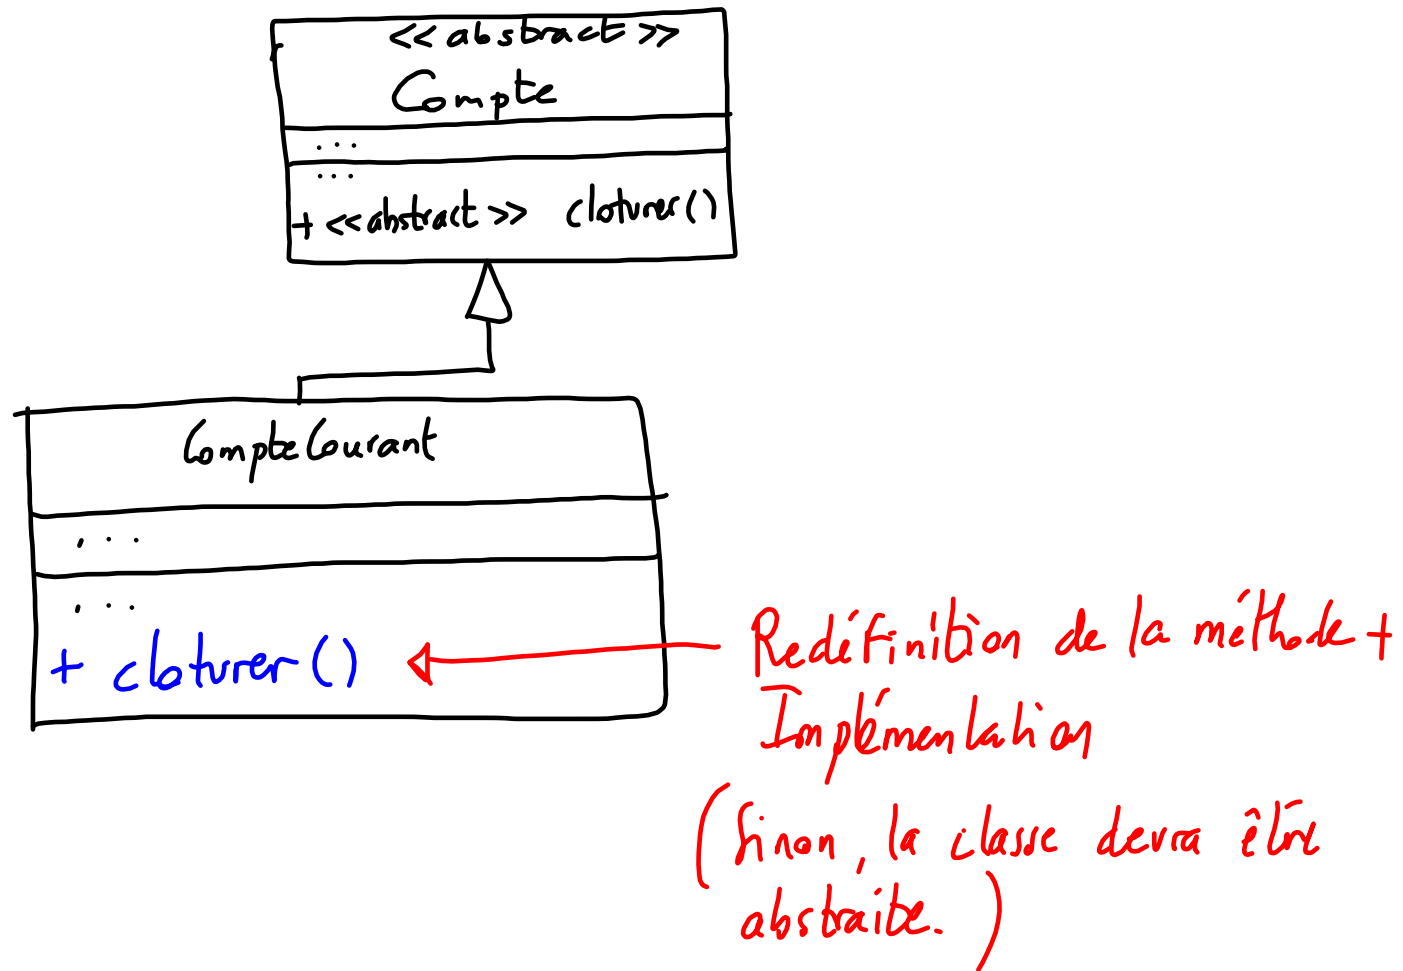 <<abstract>>
Compte
...
...
+ <<abstract>> cloturer()
CompteCourant
...
...
+ cloturer()
Redéfinition de la méthode +
Implémentation
(Sinon, la classe devra être
abstraite.)